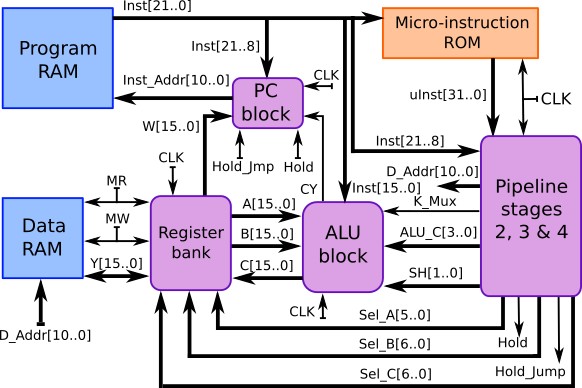 Inst[21..0]
Program
RAM
Micro-instruction
ROM
Inst[21..8]
Inst_Addr[10..0]
CLK
PC
block
uInst[31..0]
CLK
W[15..0]
Inst[21..8]
Hold_Jmp
Hold
CLK
D_Addr[10..0]
MR
CY
Inst[15..0]
K_Mux
Pipeline
stages
2, 3 & 4
A[15..0]
Data
RAM
MW
Register
bank
B[15..0]
ALU
block
ALU_C[3..0]
Y[15..0]
C[15..0]
SH[1..0]
CLK
Sel_A[5..0]
D_Addr[10..0]
Sel_B[6..0]
Hold
Sel_C[6..0]
Hold_Jump